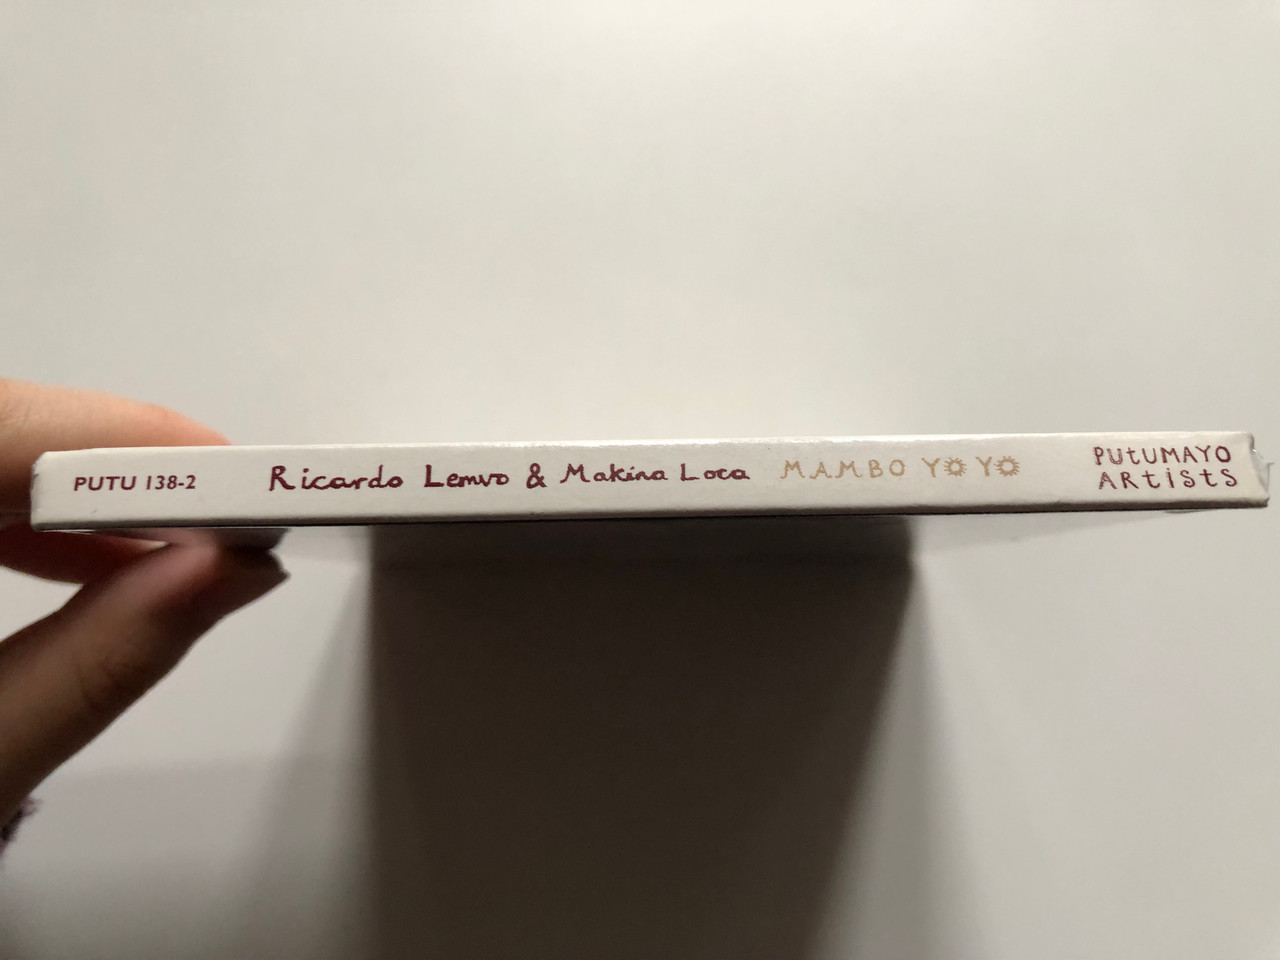 PUTU 138-2
Ricardo Lemvo & Makina Loca
MAMBO YO YO
PUtUMAYO
ARtiStS